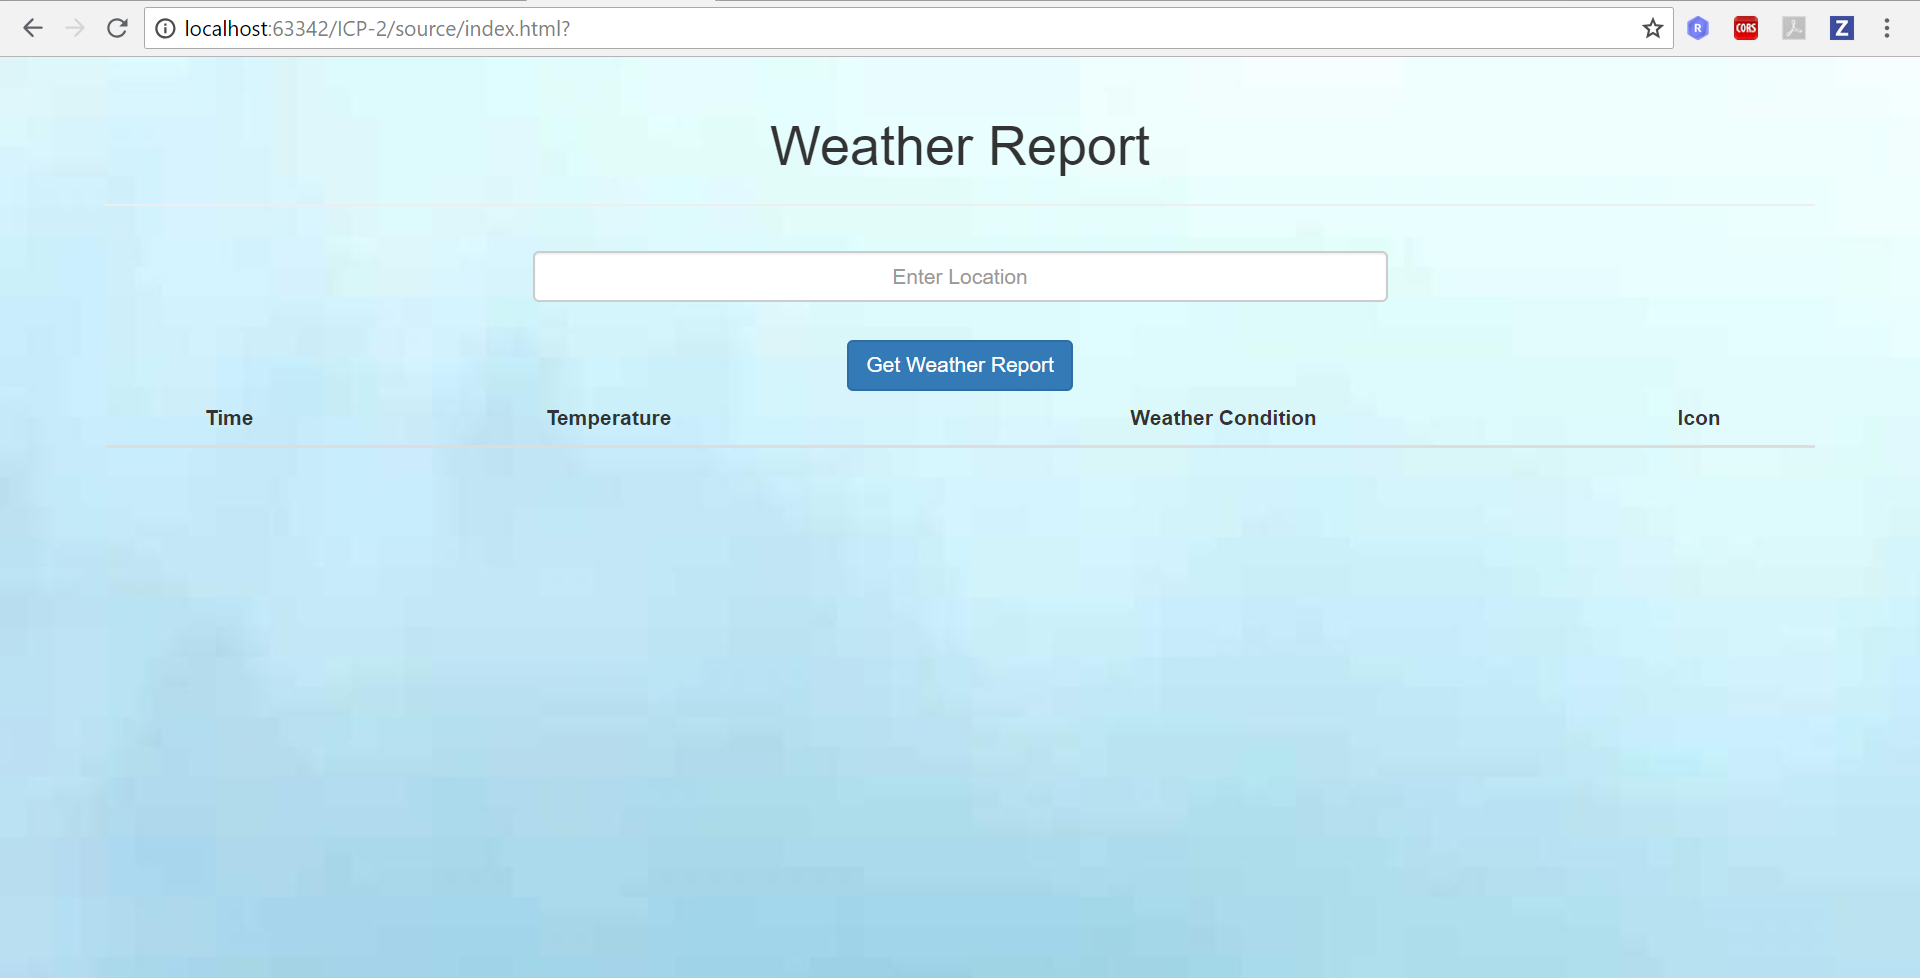 localhost:63342/ICP-2/source/index.html?
R
CORS
Z
Weather Report
Enter Location
Get Weather Report
Time Temperature Weather Condition Icon